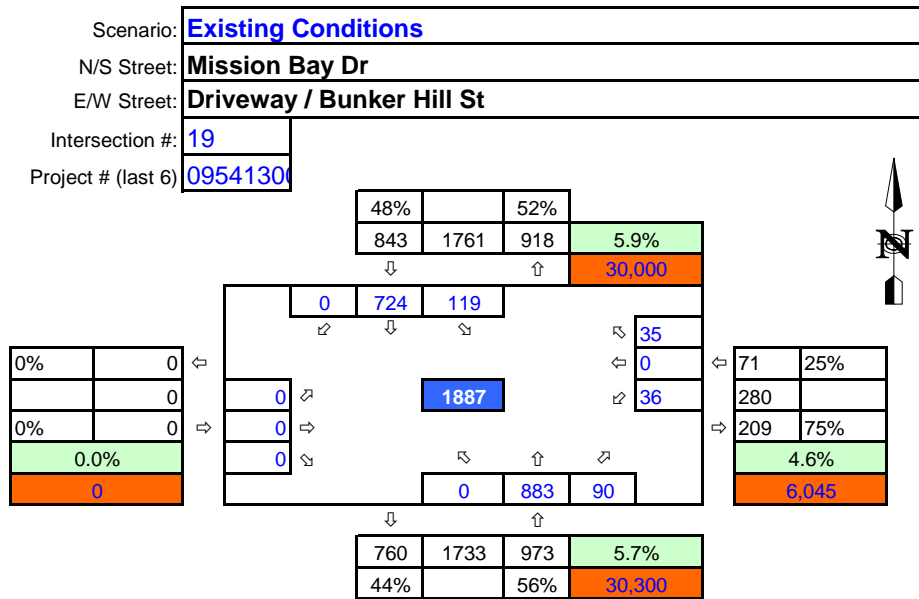 Scenario: Existing Conditions
N/S Street: Mission Bay Dr
E/W Street: Driveway / Bunker Hill St
Intersection #: 19
Project # (last 6) 09541300
N
48% 52%
843 1761 918 5.9%
⇩ ⇧ 30,000
0 724 119
⬃ ⇩ ⬂
⬁ 35
0% 0 ⇦ ⇦ 0 ⇦ 71 25%
0 0 ⬀ 1887 ⬃ 36 280
0% 0 ⇨ 0 ⇨ ⇨ 209 75%
0.0% 0 ⬂ ⬁ ⇧ ⬀ 4.6%
0 0 883 90 6,045
⇩ ⇧
760 1733 973 5.7%
44% 56% 30,300